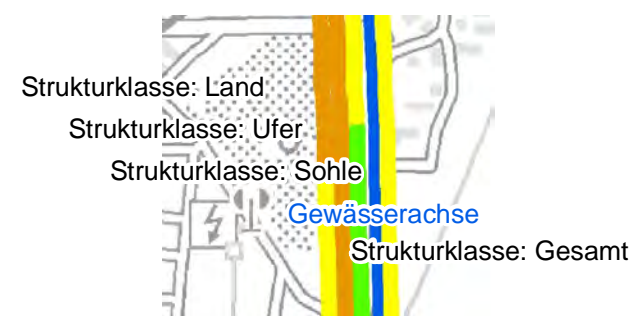 Strukturklasse: Land
Strukturklasse: Ufer
Strukturklasse: Sohle
Gewässerachse
Strukturklasse: Gesamt